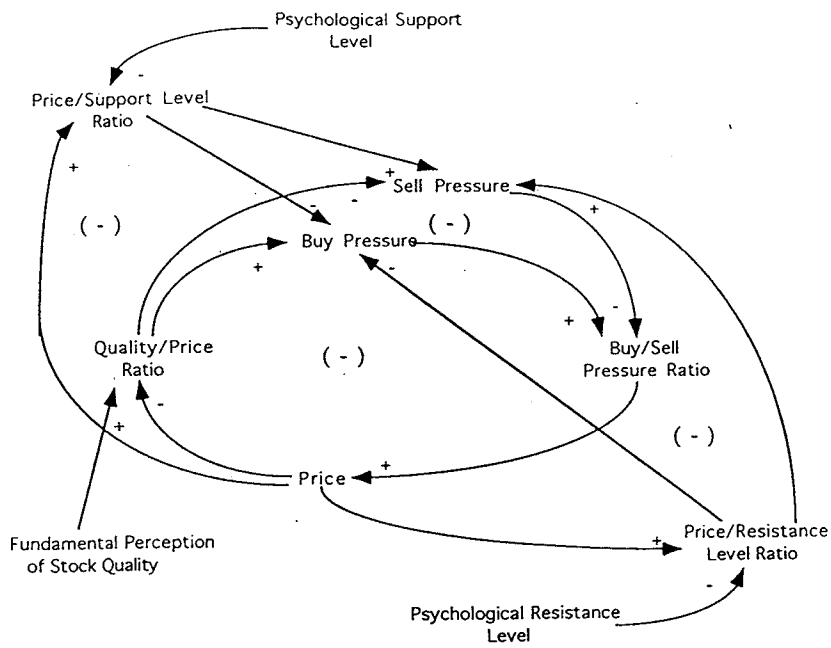 Psychological Support
Level
-
Price/Support Level
Ratio
+
+
Sell Pressure
-
-
+
(-)
(-)
Buy Pressure
+
-
+
-
Quality/Price
Ratio
(-)
Buy/Sell
Pressure Ratio
-
+
(-)
+
Price
Fundamental Perception
of Stock Quality
+
Price/Resistance
Level Ratio
-
Psychological Resistance
Level